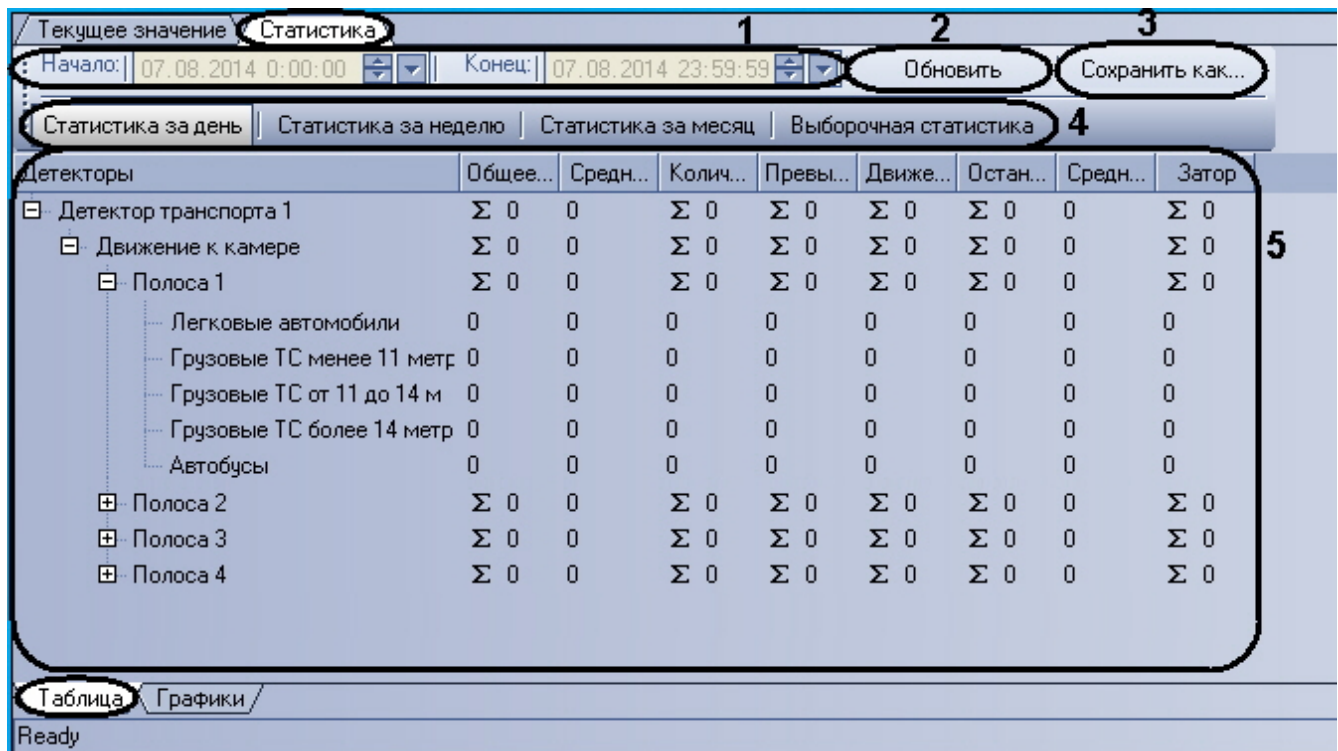 Текущее значение Статистика 1 2 3
Начало: 07.08.2014 0:00:00 Конец: 07.08.2014 23:59:59 Обновить Сохранить как...
Статистика за день Статистика за неделю Статистика за месяц Выборочная статистика 4
Детекторы Общее... Средн... Колич... Превы... Движе... Остан... Средн... Затор
Детектор транспорта 1 Σ 0 0 Σ 0 Σ 0 Σ 0 Σ 0 0 Σ 0
Движение к камере Σ 0 0 Σ 0 Σ 0 Σ 0 Σ 0 0 Σ 0 5
Полоса 1 Σ 0 0 Σ 0 Σ 0 Σ 0 Σ 0 0 Σ 0
Легковые автомобили 0 0 0 0 0 0 0 0
Грузовые ТС менее 11 метр 0 0 0 0 0 0 0 0
Грузовые ТС от 11 до 14 м 0 0 0 0 0 0 0 0
Грузовые ТС более 14 метр 0 0 0 0 0 0 0 0
Автобусы 0 0 0 0 0 0 0 0
Полоса 2 Σ 0 0 Σ 0 Σ 0 Σ 0 Σ 0 0 Σ 0
Полоса 3 Σ 0 0 Σ 0 Σ 0 Σ 0 Σ 0 0 Σ 0
Полоса 4 Σ 0 0 Σ 0 Σ 0 Σ 0 Σ 0 0 Σ 0
Таблица Графики
Ready